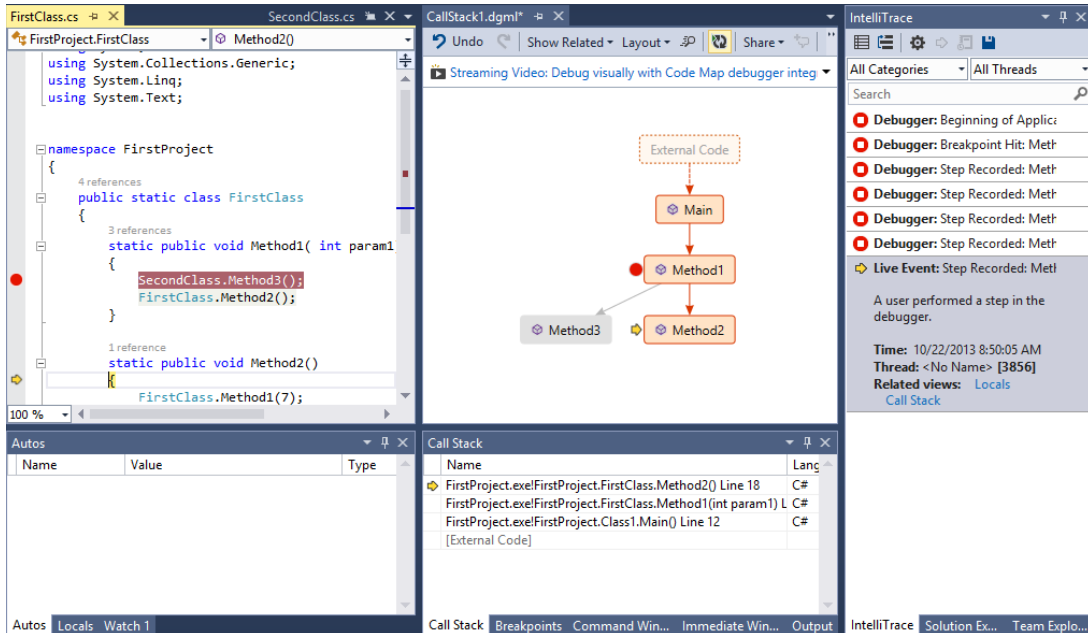 FirstClass.cs
SecondClass.cs
FirstProject.FirstClass
Method2()
using System.Collections.Generic;
using System.Linq;
using System.Text;
namespace FirstProject
{
4 references
public static class FirstClass
{
3 references
static public void Method1( int param1
{
SecondClass.Method3();
FirstClass.Method2();
}
1 reference
static public void Method2()
{
FirstClass.Method1(7);
100 %
CallStack1.dgml*
Undo
Show Related
Layout
Share
Streaming Video: Debug visually with Code Map debugger integ
External Code
Main
Method1
Method3
Method2
IntelliTrace
All Categories
All Threads
Search
Debugger: Beginning of Applica
Debugger: Breakpoint Hit: Meth
Debugger: Step Recorded: Meth
Debugger: Step Recorded: Meth
Debugger: Step Recorded: Meth
Debugger: Step Recorded: Meth
Live Event: Step Recorded: Meth
A user performed a step in the
debugger.
Time: 10/22/2013 8:50:05 AM
Thread: <No Name> [3856]
Related views: Locals
Call Stack
Autos
Name Value Type
Autos Locals Watch 1
Call Stack
Name Lang
FirstProject.exe!FirstProject.FirstClass.Method2() Line 18 C#
FirstProject.exe!FirstProject.FirstClass.Method1(int param1) L C#
FirstProject.exe!FirstProject.Class1.Main() Line 12 C#
[External Code]
Call Stack Breakpoints Command Win... Immediate Win... Output
IntelliTrace Solution Ex... Team Explo...